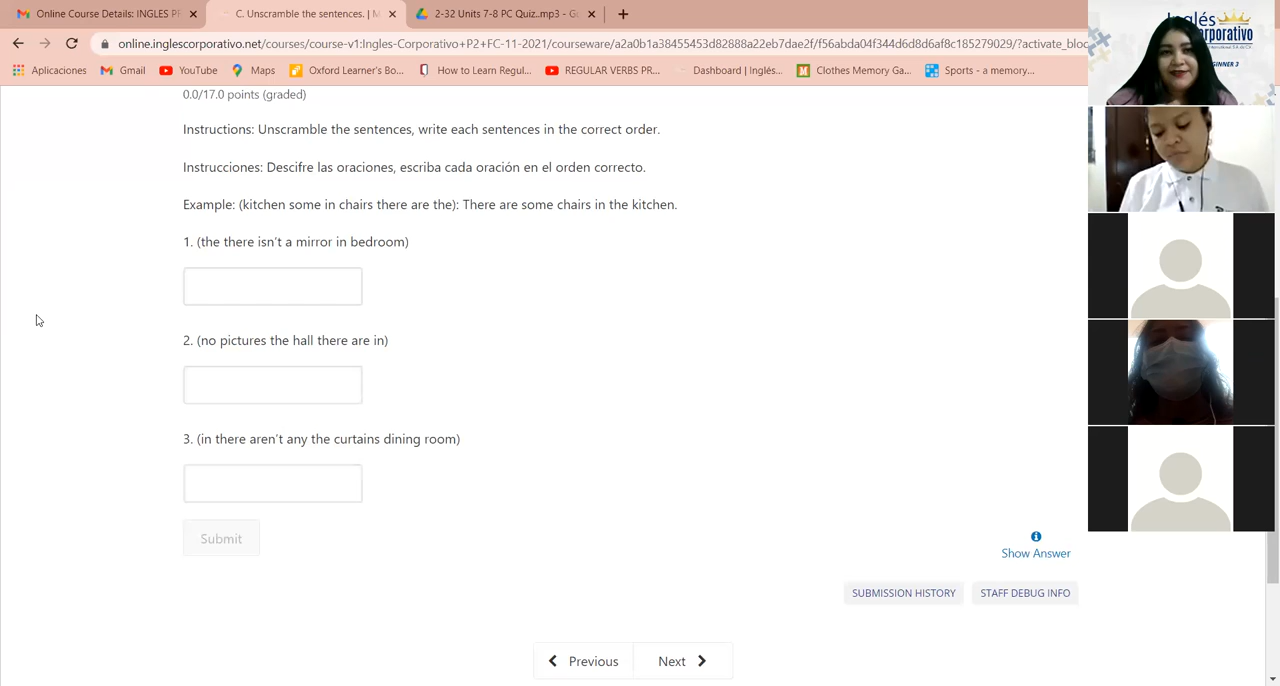 Online Course Details: INGLES PF
C. Unscramble the sentences. | M
2-32 Units 7-8 PC Quiz..mp3 - Go
online.inglescorporativo.net/courses/course-v1:Ingles-Corporativo+P2+FC-11-2021/courseware/a2a0b1a38455453d82888a22eb7dae2f/f56abda04f344d6d8d6af8c185279029/?activate_bloc
Aplicaciones
Gmail
YouTube
Maps
Oxford Learner's Bo...
How to Learn Regul...
REGULAR VERBS PR...
Dashboard | Inglés...
Clothes Memory Ga...
Sports - a memory...
Inglés
Corporativo
GINNER 3
0.0/17.0 points (graded)
Instructions: Unscramble the sentences, write each sentences in the correct order.
Instrucciones: Descifre las oraciones, escriba cada oración en el orden correcto.
Example: (kitchen some in chairs there are the): There are some chairs in the kitchen.
1. (the there isn't a mirror in bedroom)
2. (no pictures the hall there are in)
3. (in there aren't any the curtains dining room)
Submit
Show Answer
SUBMISSION HISTORY
STAFF DEBUG INFO
Previous
Next